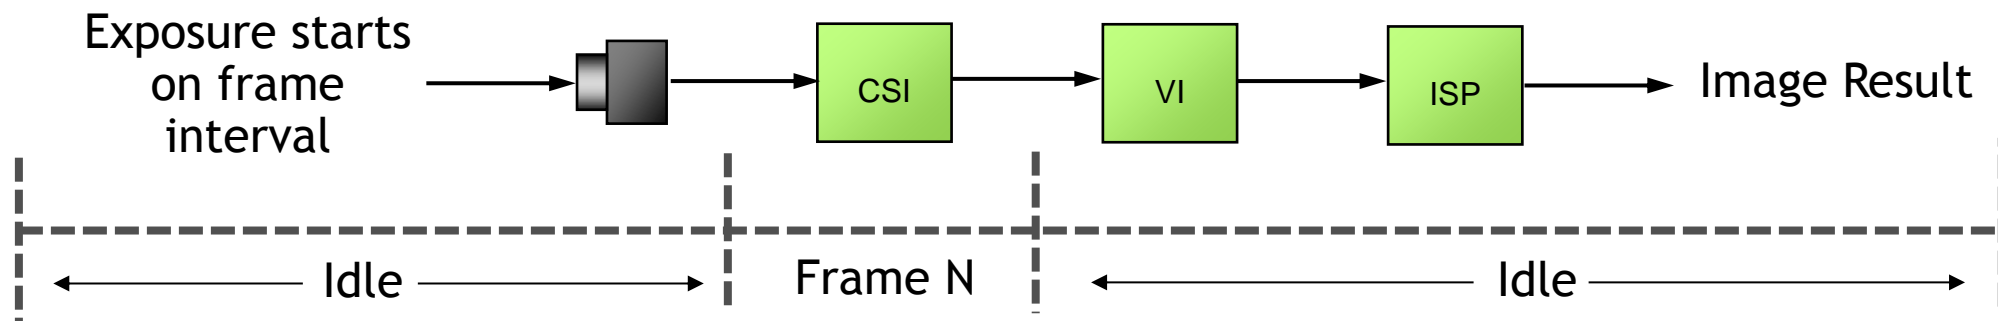 Exposure starts
on frame
interval
CSI
VI
ISP
Image Result
Idle
Frame N
Idle